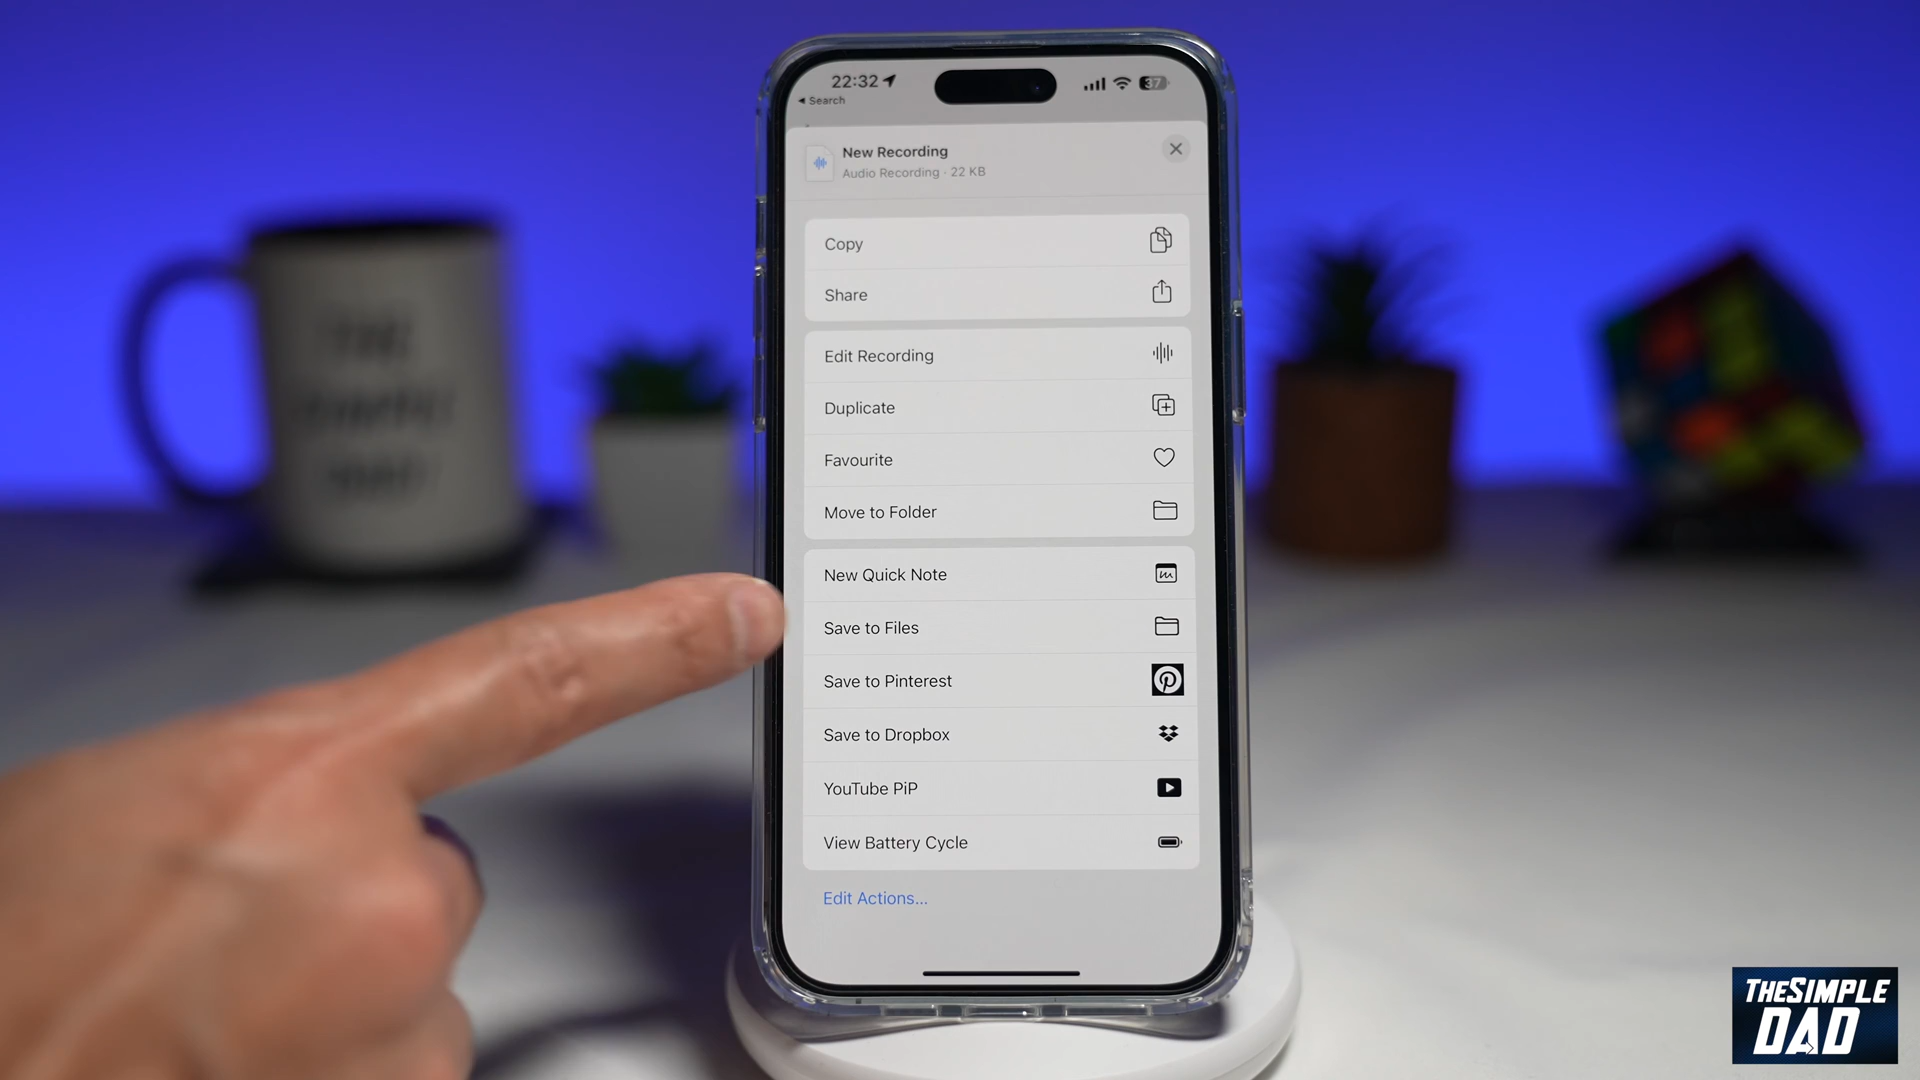 22:32
37
Search
New Recording
Audio Recording · 22 KB
Copy
Share
Edit Recording
Duplicate
Favourite
Move to Folder
New Quick Note
Save to Files
Save to Pinterest
Save to Dropbox
YouTube PiP
View Battery Cycle
Edit Actions...
THE SIMPLE
DAD